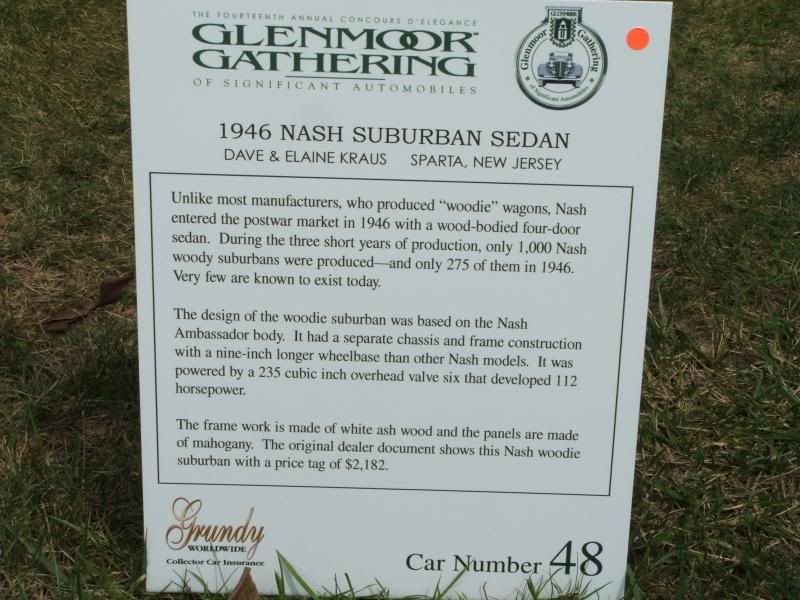 THE FOURTEENTH ANNUAL CONCOURS D'ELEGANCE
GLENMOOR
GATHERING
OF SIGNIFICANT AUTOMOBILES
GLENMOOR
Glenmoor Gathering
of Significant Automobiles
1946 NASH SUBURBAN SEDAN
DAVE & ELAINE KRAUS SPARTA, NEW JERSEY
Unlike most manufacturers, who produced “woodie” wagons, Nash
entered the postwar market in 1946 with a wood-bodied four-door
sedan. During the three short years of production, only 1,000 Nash
woody suburbans were produced—and only 275 of them in 1946.
Very few are known to exist today.
The design of the woodie suburban was based on the Nash
Ambassador body. It had a separate chassis and frame construction
with a nine-inch longer wheelbase than other Nash models. It was
powered by a 235 cubic inch overhead valve six that developed 112
horsepower.
The frame work is made of white ash wood and the panels are made
of mahogany. The original dealer document shows this Nash woodie
suburban with a price tag of $2,182.
Grundy
WORLDWIDE
Collector Car Insurance
Car Number 48